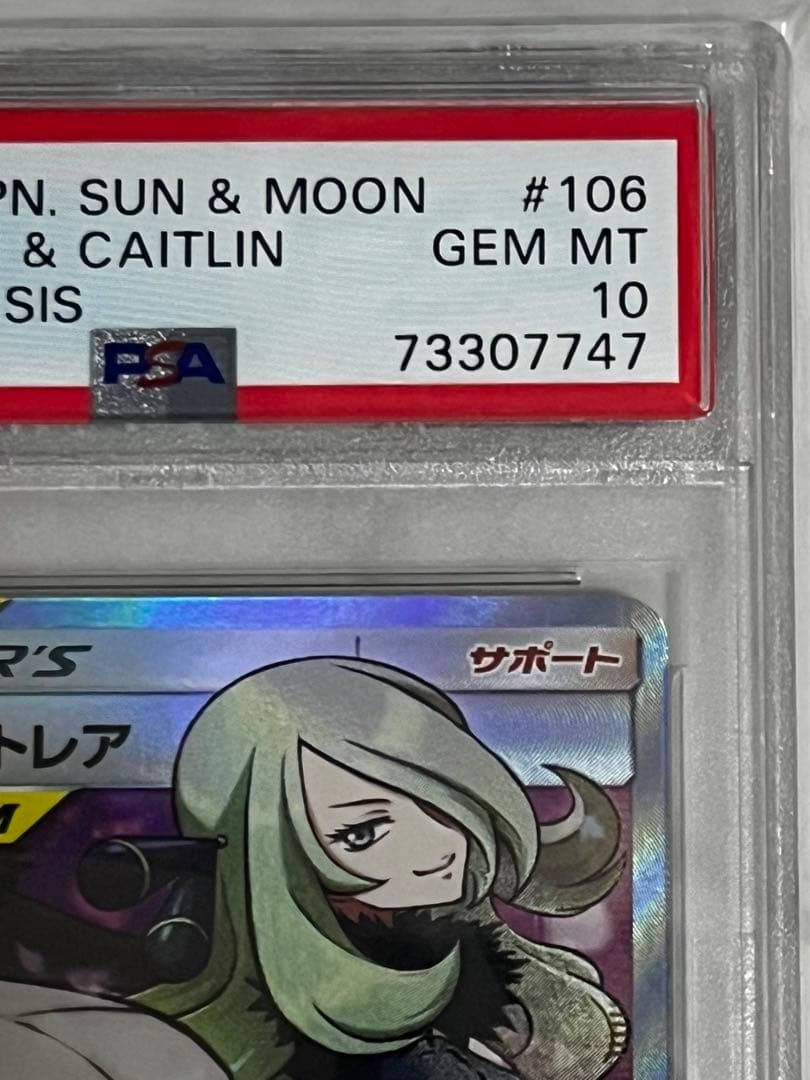 PN. SUN & MOON #106
& CAITLIN GEM MT
SIS 10
PSA 73307747
R'S サポート
トレア
M